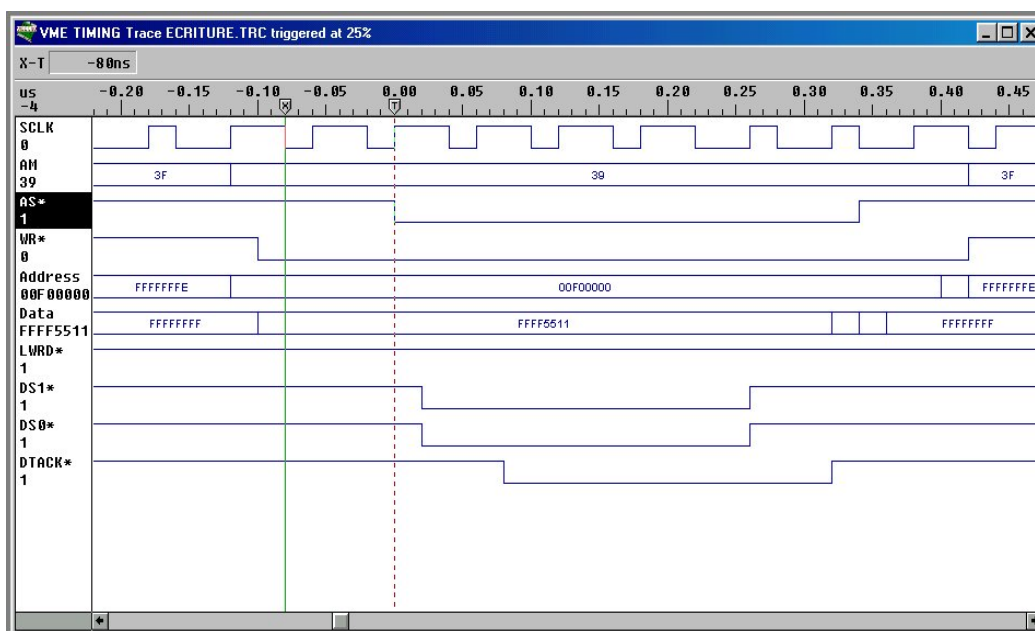 VME TIMING Trace ECRITURE.TRC triggered at 25%
X-T -80ns
us -0.20 -0.15 -0.10 -0.05 0.00 0.05 0.10 0.15 0.20 0.25 0.30 0.35 0.40 0.45
-4 X T
SCLK
0
AM 3F 39 3F
39
AS*
1
WR*
0
Address FFFFFFFE 00F00000 FFFFFFFE
00F00000
Data FFFFFFFF FFFF5511 FFFFFFFF
FFFF5511
LWRD*
1
DS1*
1
DS0*
1
DTACK*
1